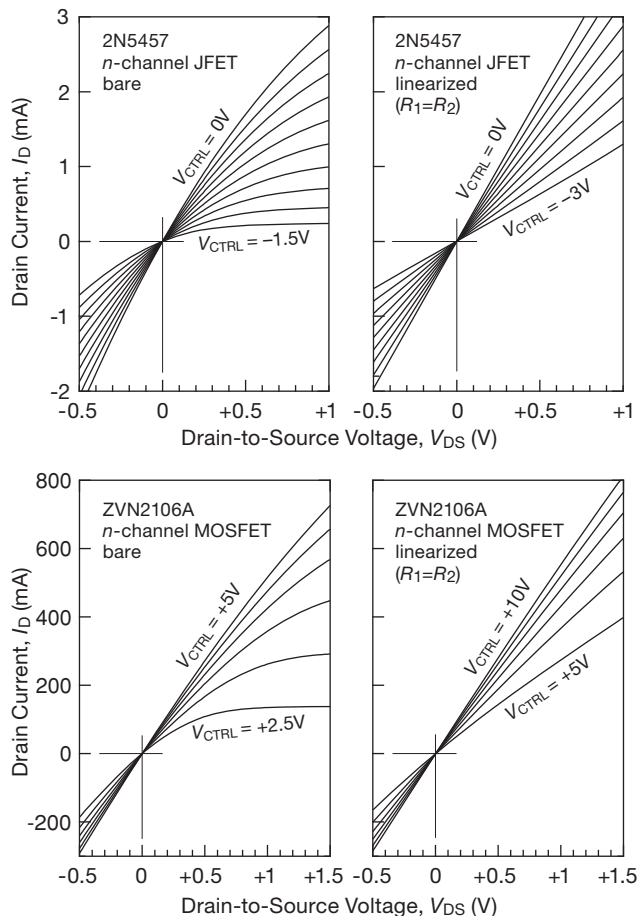 3
2
1
0
-1
-2
-0.5
0
+0.5
+1
2N5457
n-channel JFET
bare
VCTRL = 0V
VCTRL = –1.5V
2N5457
n-channel JFET
linearized
(R1=R2)
VCTRL = 0V
VCTRL = –3V
-0.5
0
+0.5
+1
Drain Current, ID (mA)
Drain-to-Source Voltage, VDS (V)
800
600
400
200
0
-200
-0.5
0
+0.5
+1
+1.5
ZVN2106A
n-channel MOSFET
bare
VCTRL = +5V
VCTRL = +2.5V
ZVN2106A
n-channel MOSFET
linearized
(R1=R2)
VCTRL = +10V
VCTRL = +5V
-0.5
0
+0.5
+1
+1.5
Drain Current, ID (mA)
Drain-to-Source Voltage, VDS (V)